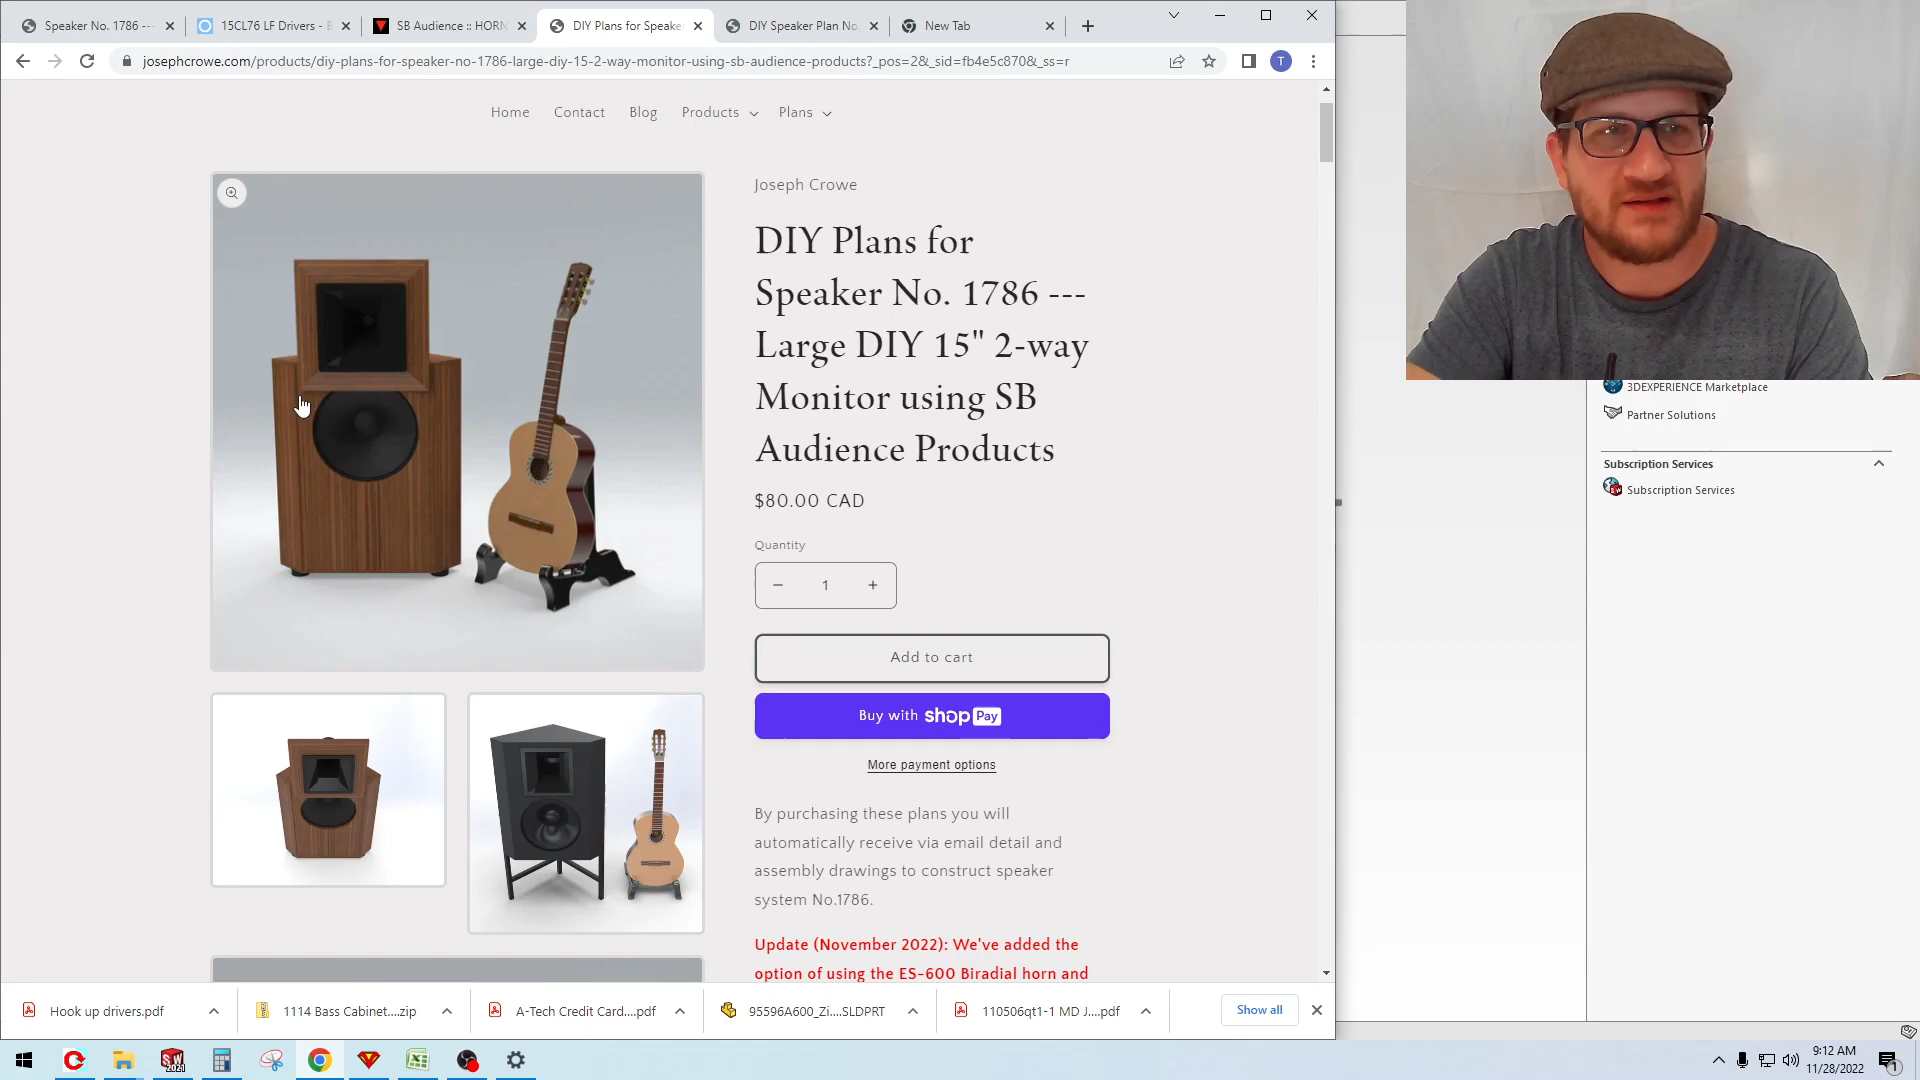 Speaker No. 1786 ---
15CL76 LF Drivers - B
SB Audience :: HORN
DIY Plans for Speake
DIY Speaker Plan No.
New Tab
josephcrowe.com/products/diy-plans-for-speaker-no-1786-large-diy-15-2-way-monitor-using-sb-audience-products?_pos=2&_sid=fb4e5c870&_ss=r
T
Home Contact Blog Products Plans
Joseph Crowe
DIY Plans for
Speaker No. 1786 ---
Large DIY 15" 2-way
Monitor using SB
Audience Products
$80.00 CAD
Quantity
1
Add to cart
Buy with shop Pay
More payment options
By purchasing these plans you will
automatically receive via email detail and
assembly drawings to construct speaker
system No.1786.
Update (November 2022): We've added the
option of using the ES-600 Biradial horn and
3DEXPERIENCE Marketplace
Partner Solutions
Subscription Services
Subscription Services
Hook up drivers.pdf
1114 Bass Cabinet....zip
A-Tech Credit Card....pdf
95596A600_Zi....SLDPRT
110506qt1-1 MD J....pdf
Show all
SW
2021
9:12 AM
11/28/2022
1